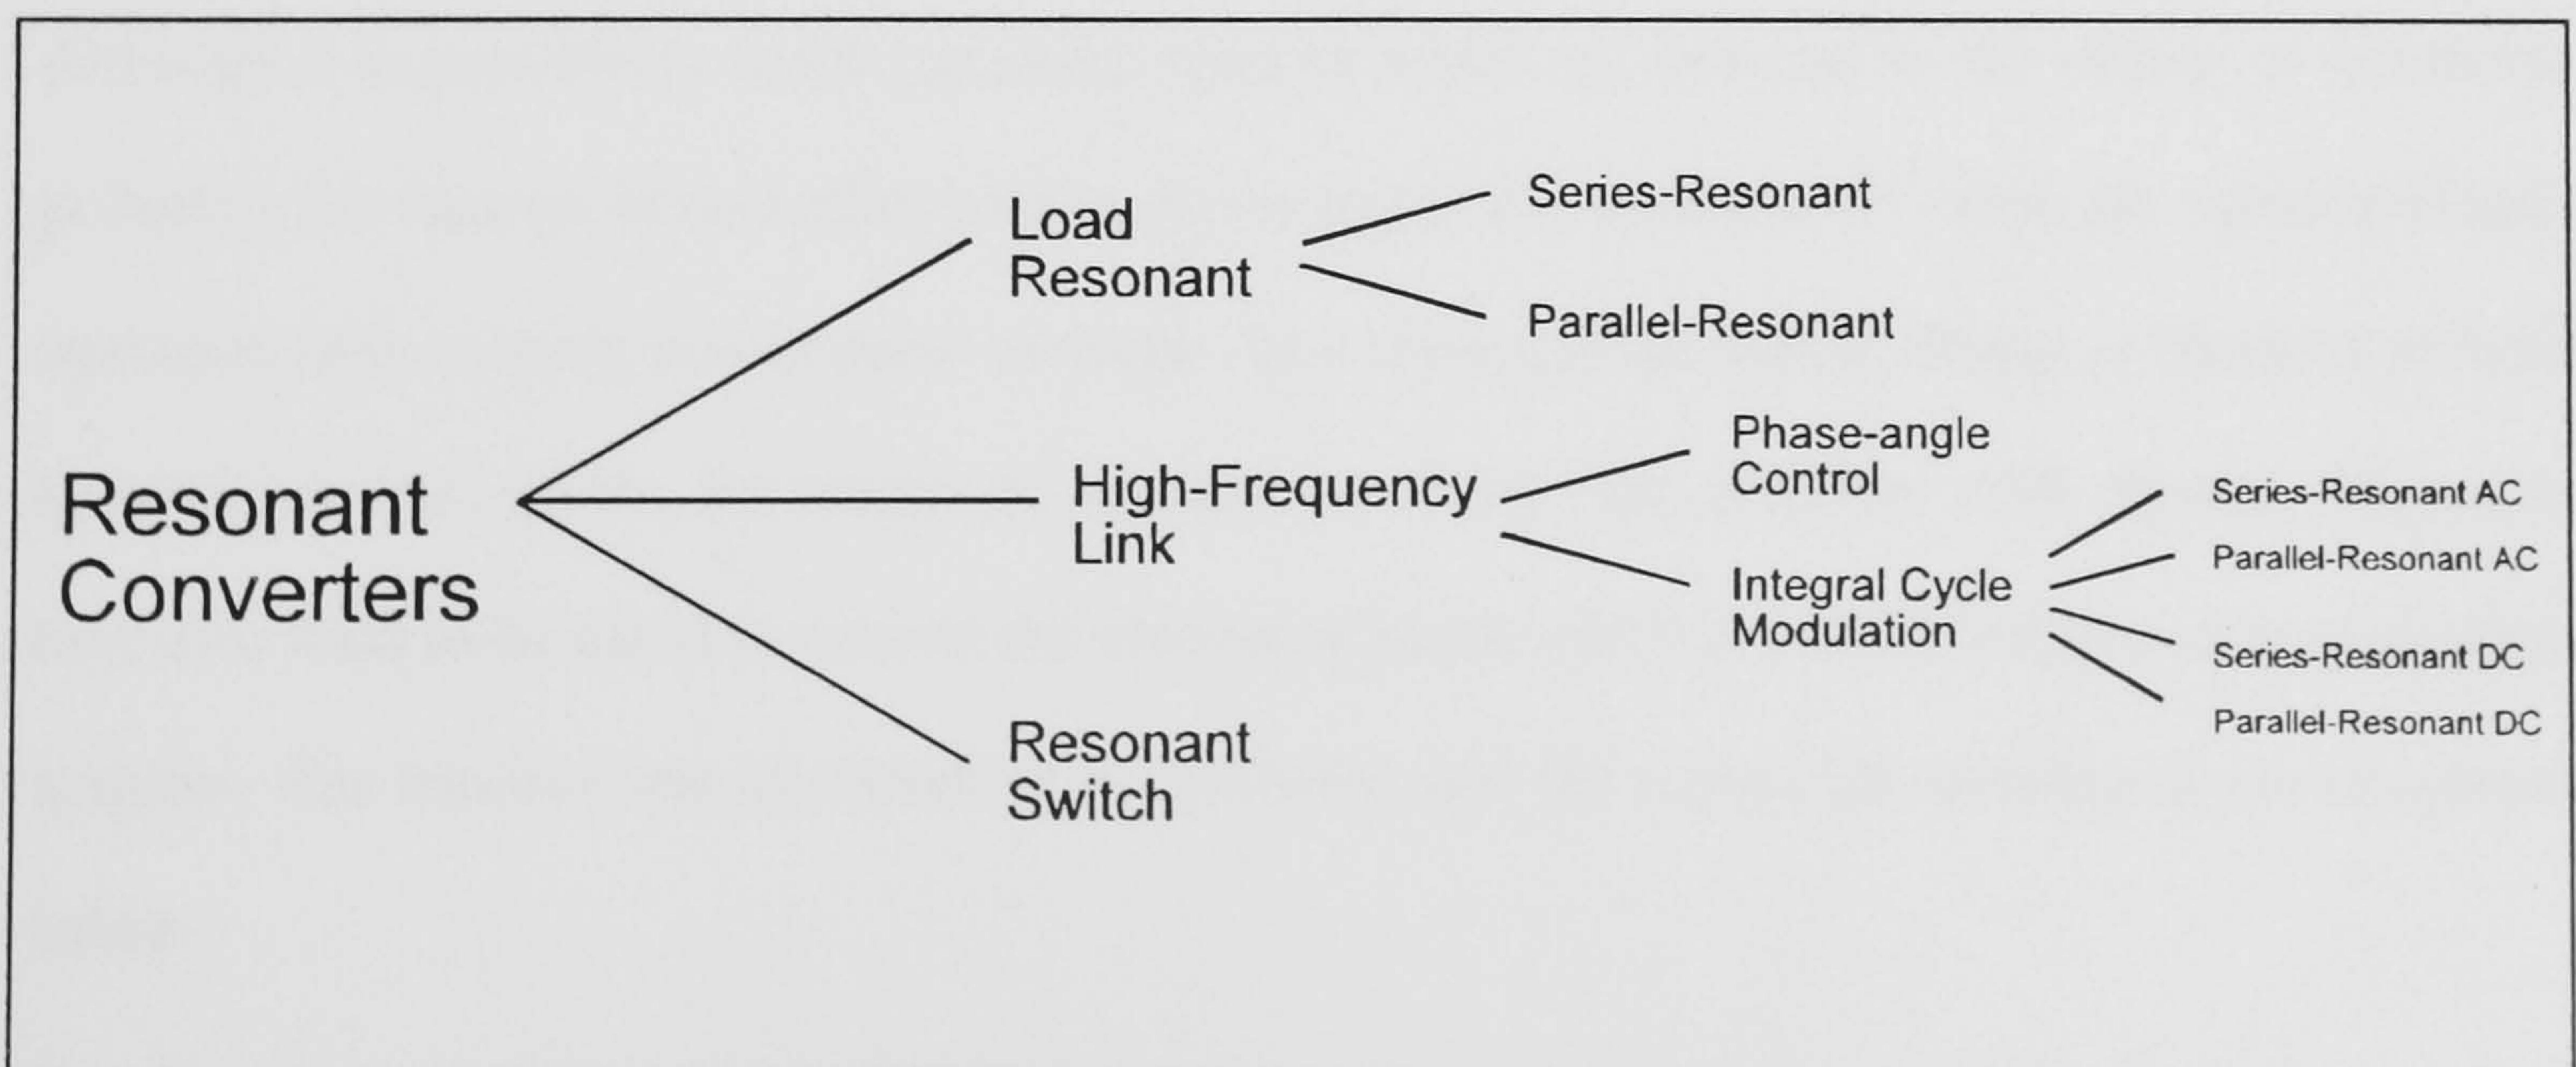 Resonant
Converters
Load
Resonant
Series-Resonant
Parallel-Resonant
High-Frequency
Link
Phase-angle
Control
Integral Cycle
Modulation
Series-Resonant AC
Parallel-Resonant AC
Series-Resonant DC
Parallel-Resonant DC
Resonant
Switch